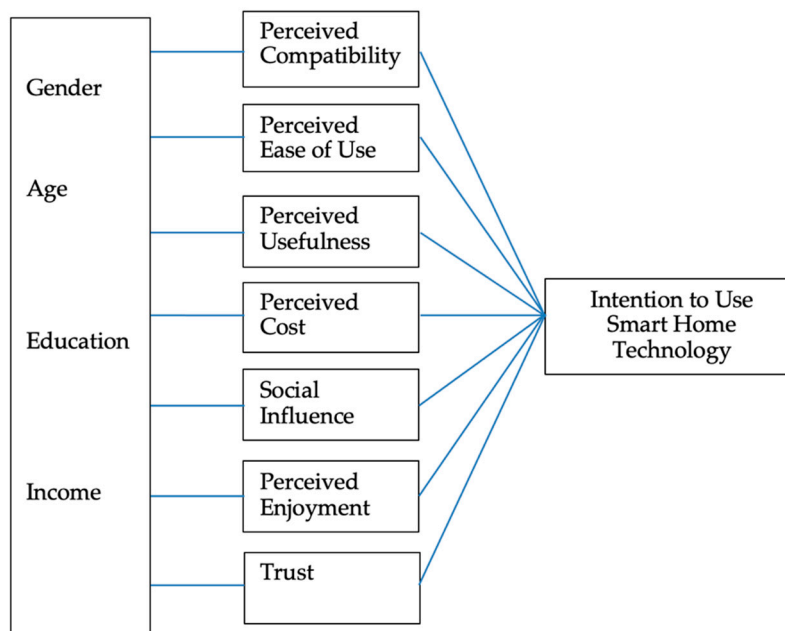 Gender
Age
Education
Income
Perceived
Compatibility
Perceived
Ease of Use
Perceived
Usefulness
Perceived
Cost
Social
Influence
Perceived
Enjoyment
Trust
Intention to Use
Smart Home
Technology